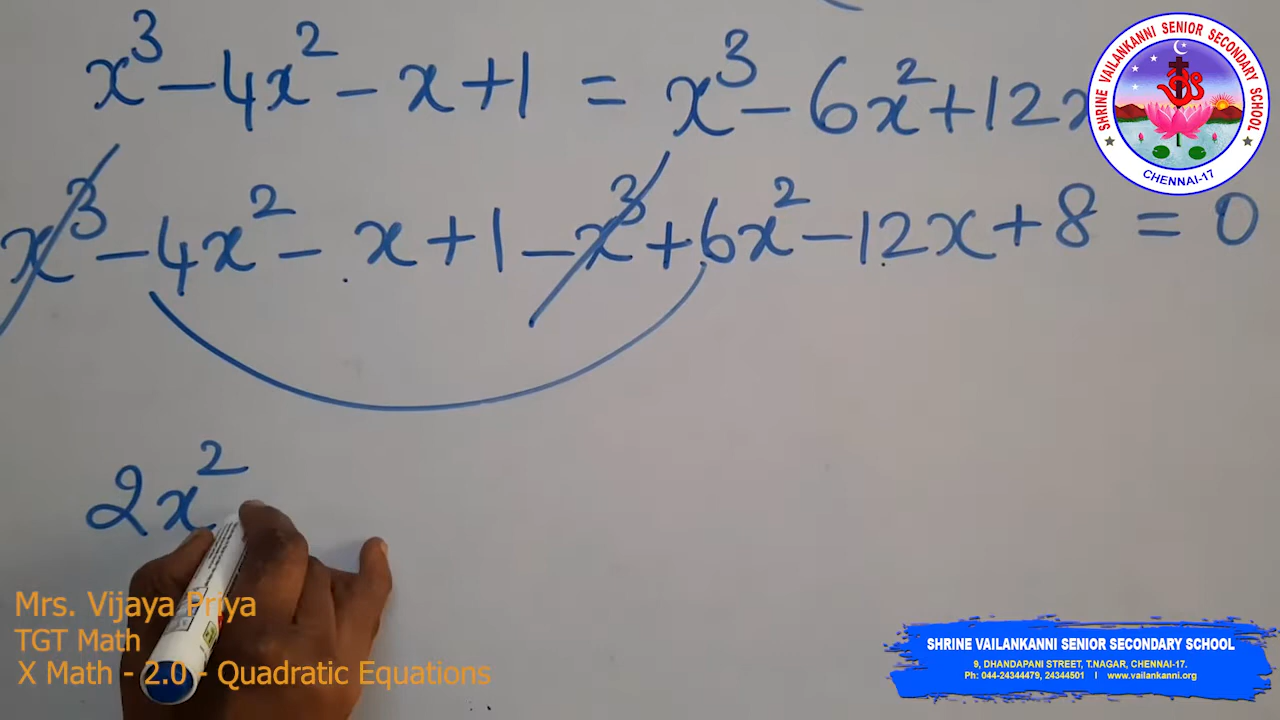 x³ - 4x² - x + 1 = x³ - 6x² + 12x
x³ - 4x² - x + 1 - x³ + 6x² - 12x + 8 = 0
2x²
SHRINE VAILANKANNI SENIOR SECONDARY SCHOOL
CHENNAI-17
Mrs. Vijaya Priya
TGT Math
X Math - 2.0 - Quadratic Equations
SHRINE VAILANKANNI SENIOR SECONDARY SCHOOL
9, DHANDAPANI STREET, T.NAGAR, CHENNAI-17.
Ph: 044-24344479, 24344501 I www.vailankanni.org